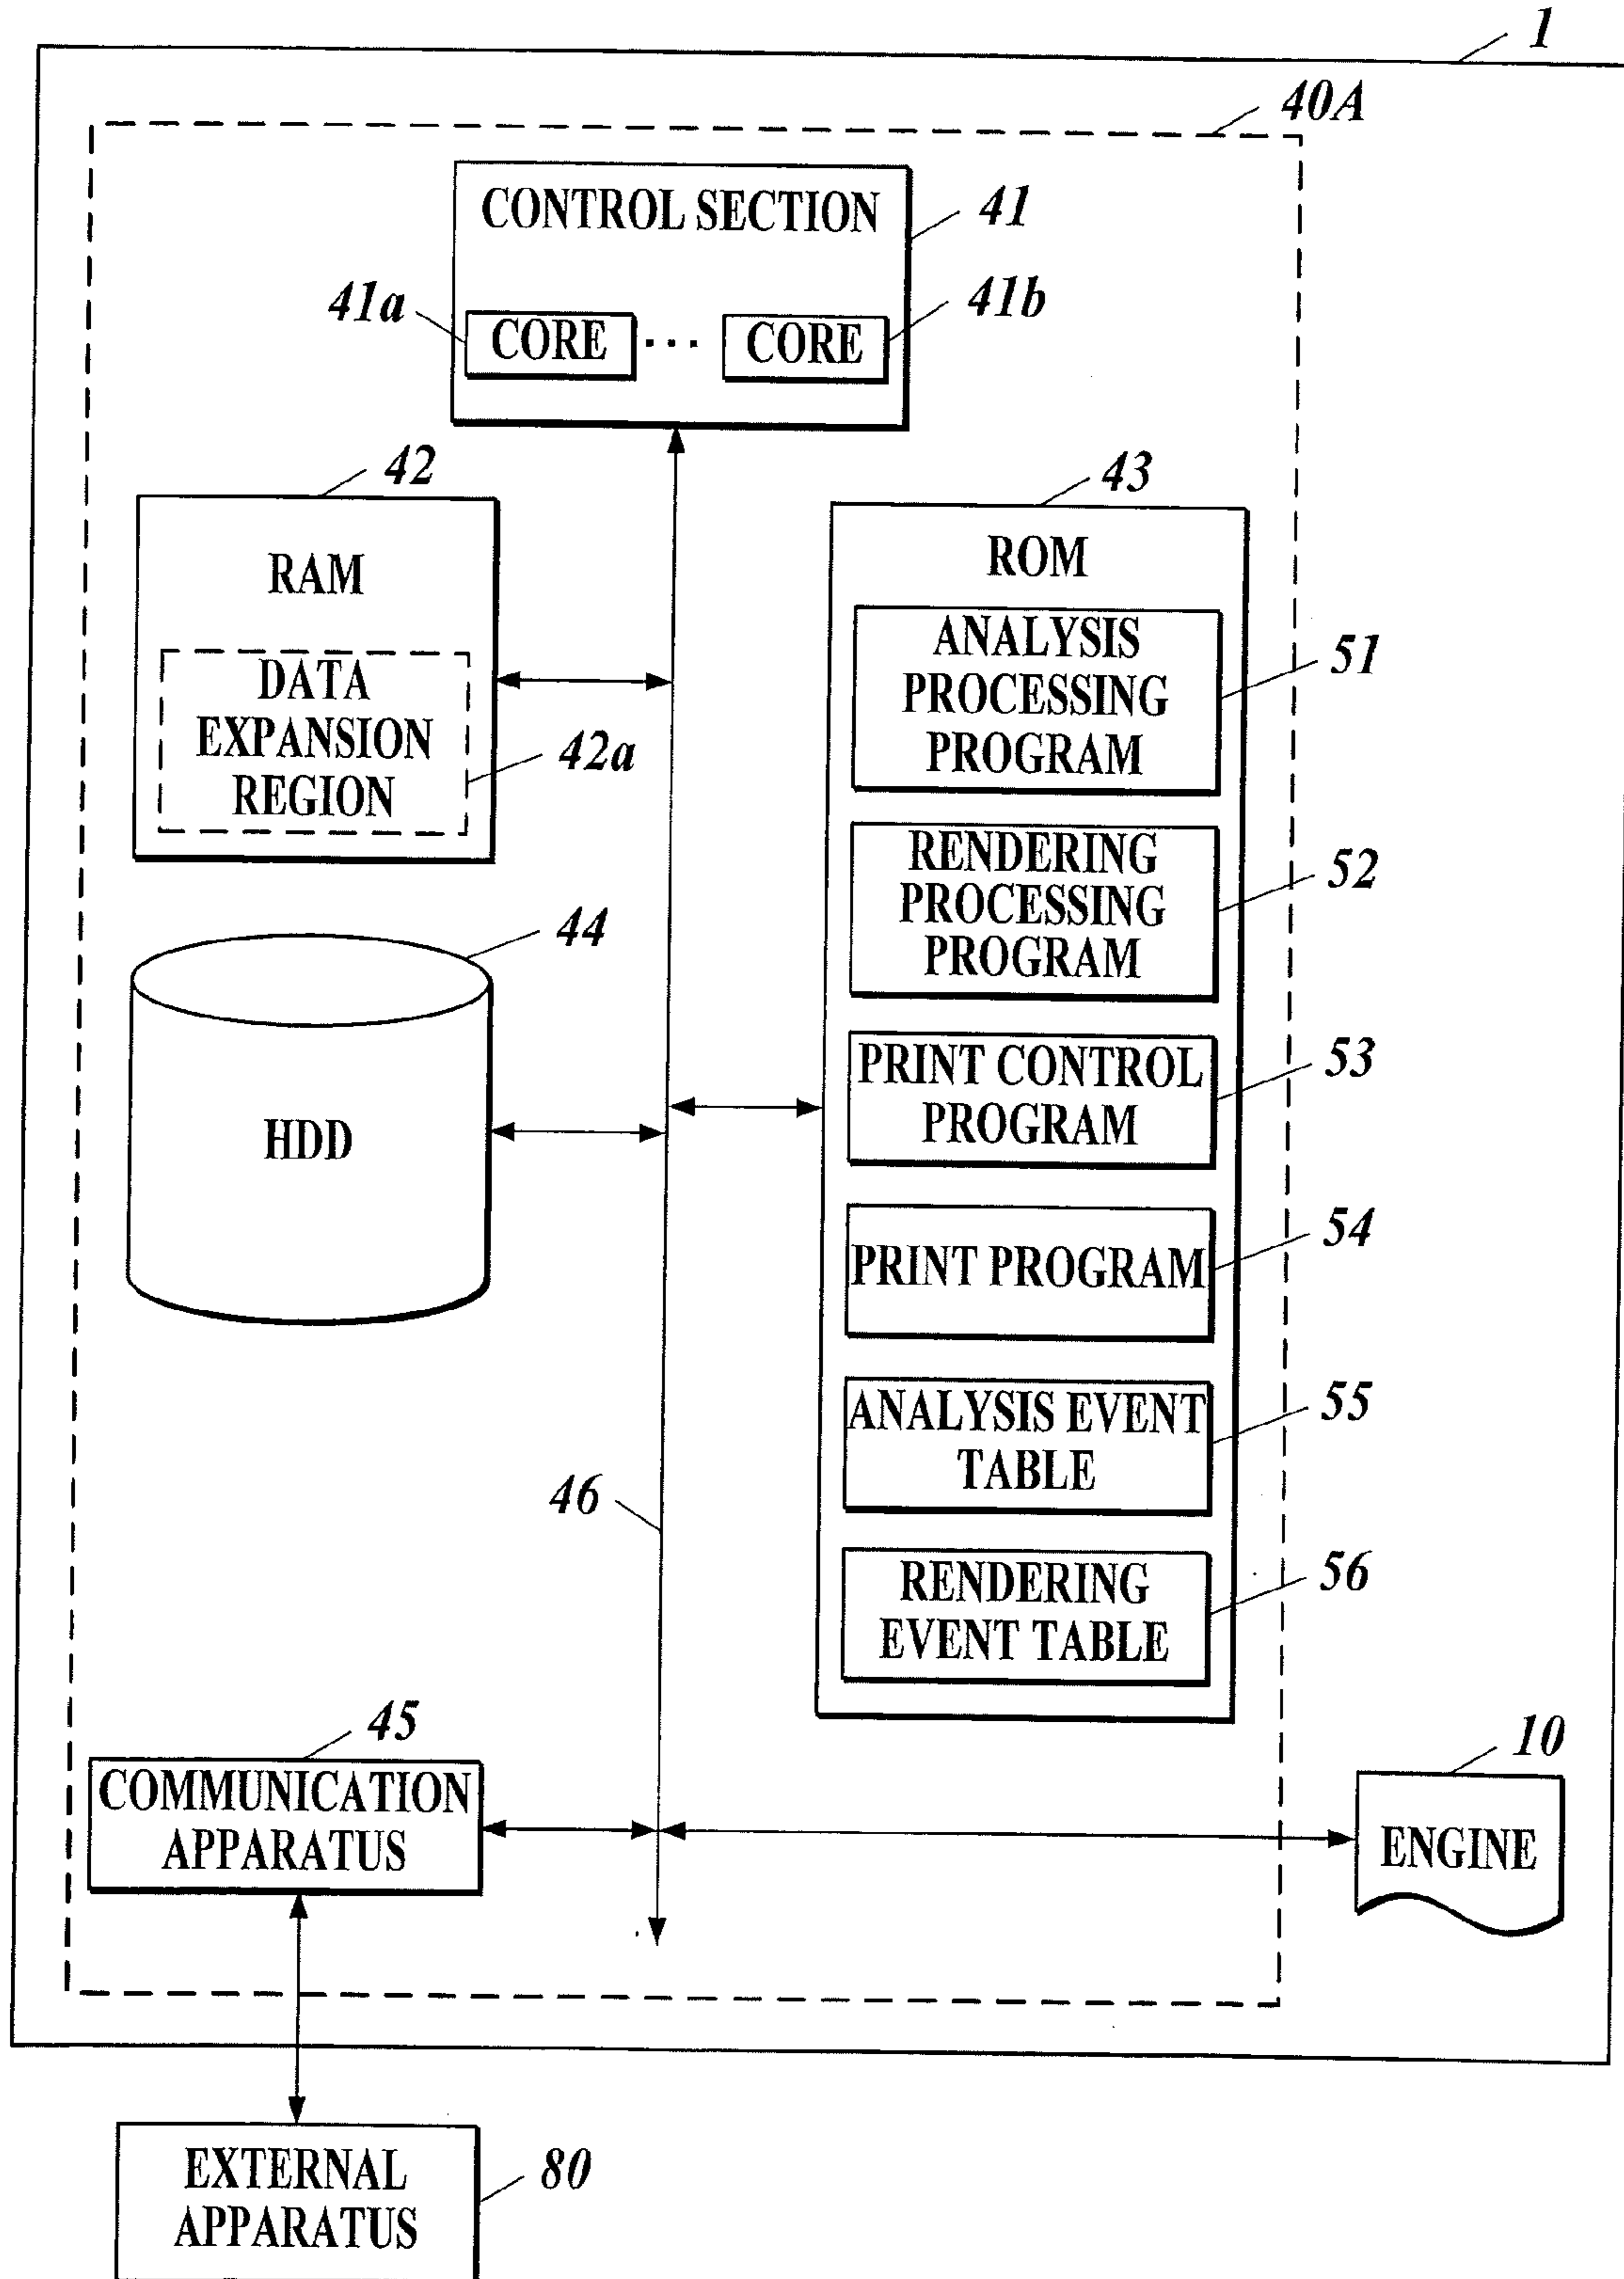 1
40A
CONTROL SECTION
41
41a
CORE
...
CORE
41b
42
RAM
DATA
EXPANSION
REGION
42a
43
ROM
ANALYSIS
PROCESSING
PROGRAM
51
RENDERING
PROCESSING
PROGRAM
52
44
HDD
PRINT CONTROL
PROGRAM
53
PRINT PROGRAM
54
ANALYSIS EVENT
TABLE
55
46
RENDERING
EVENT TABLE
56
45
COMMUNICATION
APPARATUS
10
ENGINE
EXTERNAL
APPARATUS
80